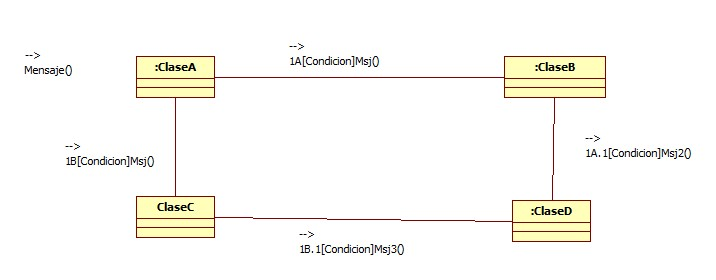 -->
1A[Condicion]Msj()
-->
Mensaje()
:ClaseA
:ClaseB
-->
1A.1[Condicion]Msj2()
-->
1B[Condicion]Msj()
ClaseC
:ClaseD
-->
1B.1[Condicion]Msj3()